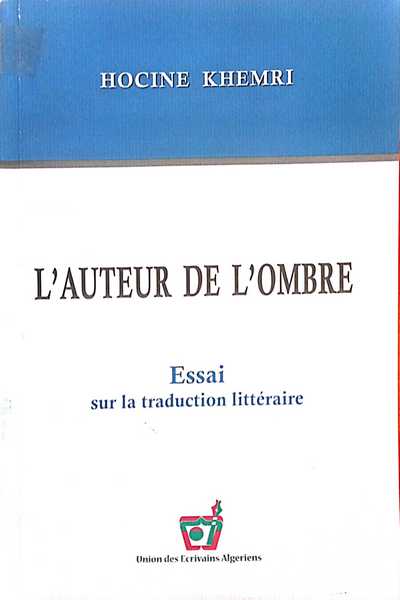 HOCINE KHEMRI
L'AUTEUR DE L'OMBRE
Essai
sur la traduction littéraire
Union des Ecrivains Algeriens